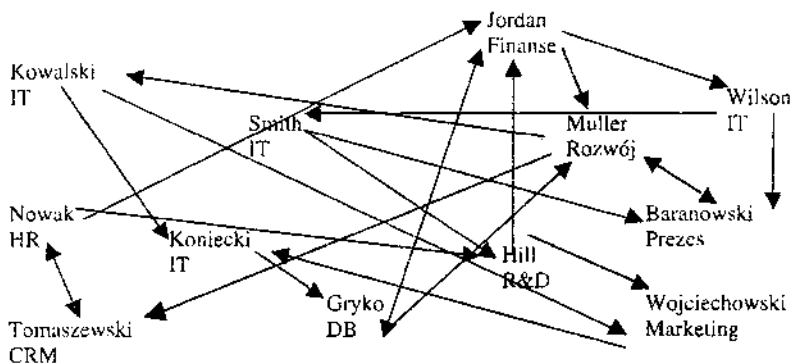 Jordan
Finanse
Kowalski
IT
Wilson
IT
Smith
IT
Muller
Rozwój
Nowak
HR
Koniecki
IT
Hill
R&D
Baranowski
Prezes
Gryko
DB
Wojciechowski
Marketing
Tomaszewski
CRM